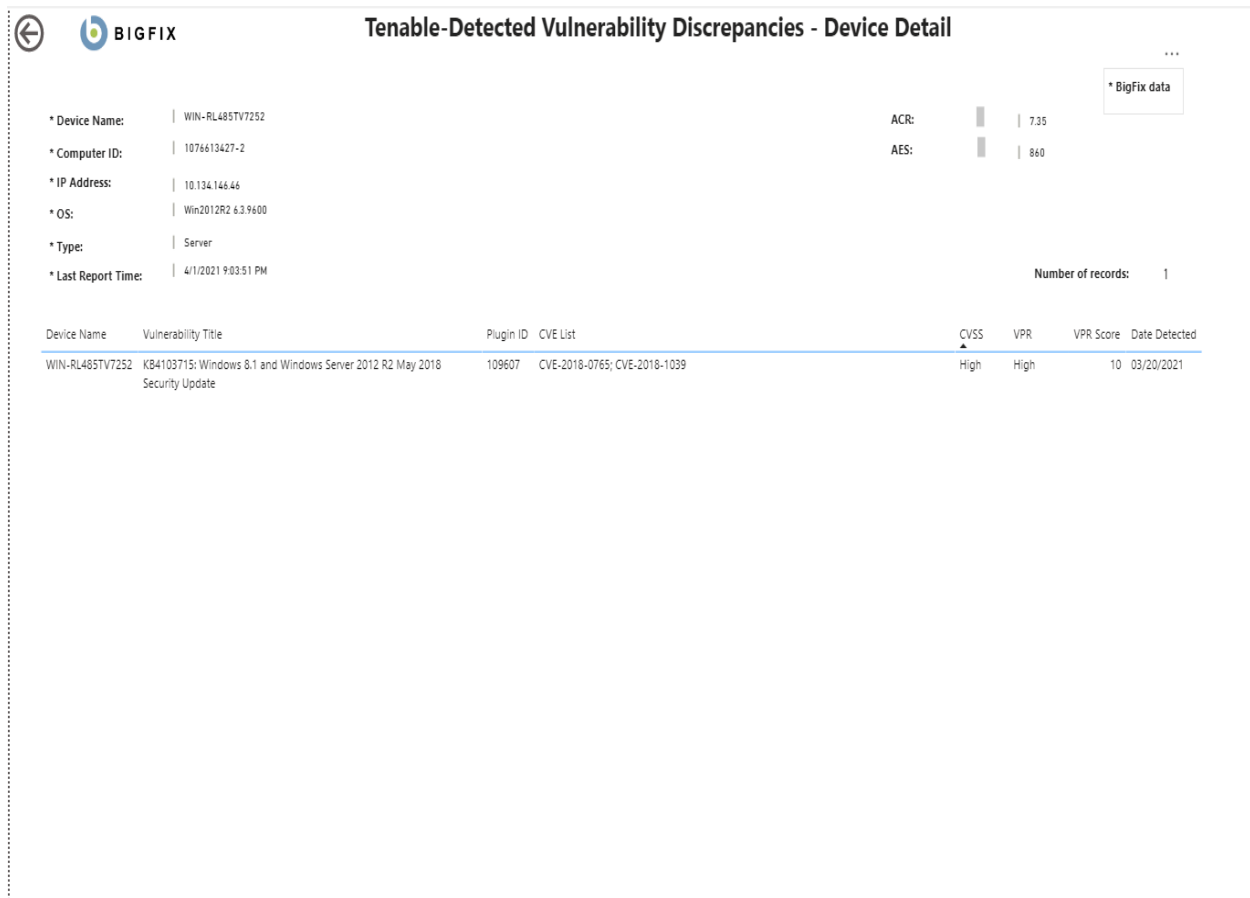 BIGFIX
Tenable-Detected Vulnerability Discrepancies - Device Detail
...
* BigFix data
* Device Name: WIN-RL485TV7252
* Computer ID: 1076613427-2
* IP Address: 10.134.146.46
* OS: Win2012R2 6.3.9600
* Type: Server
* Last Report Time: 4/1/2021 9:03:51 PM
ACR: 7.35
AES: 860
Number of records: 1
Device Name Vulnerability Title Plugin ID CVE List CVSS VPR VPR Score Date Detected
WIN-RL485TV7252 KB4103715: Windows 8.1 and Windows Server 2012 R2 May 2018 109607 CVE-2018-0765; CVE-2018-1039 High High 10 03/20/2021
Security Update